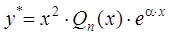 y* = x² · Qₙ(x) · e^{α·x}